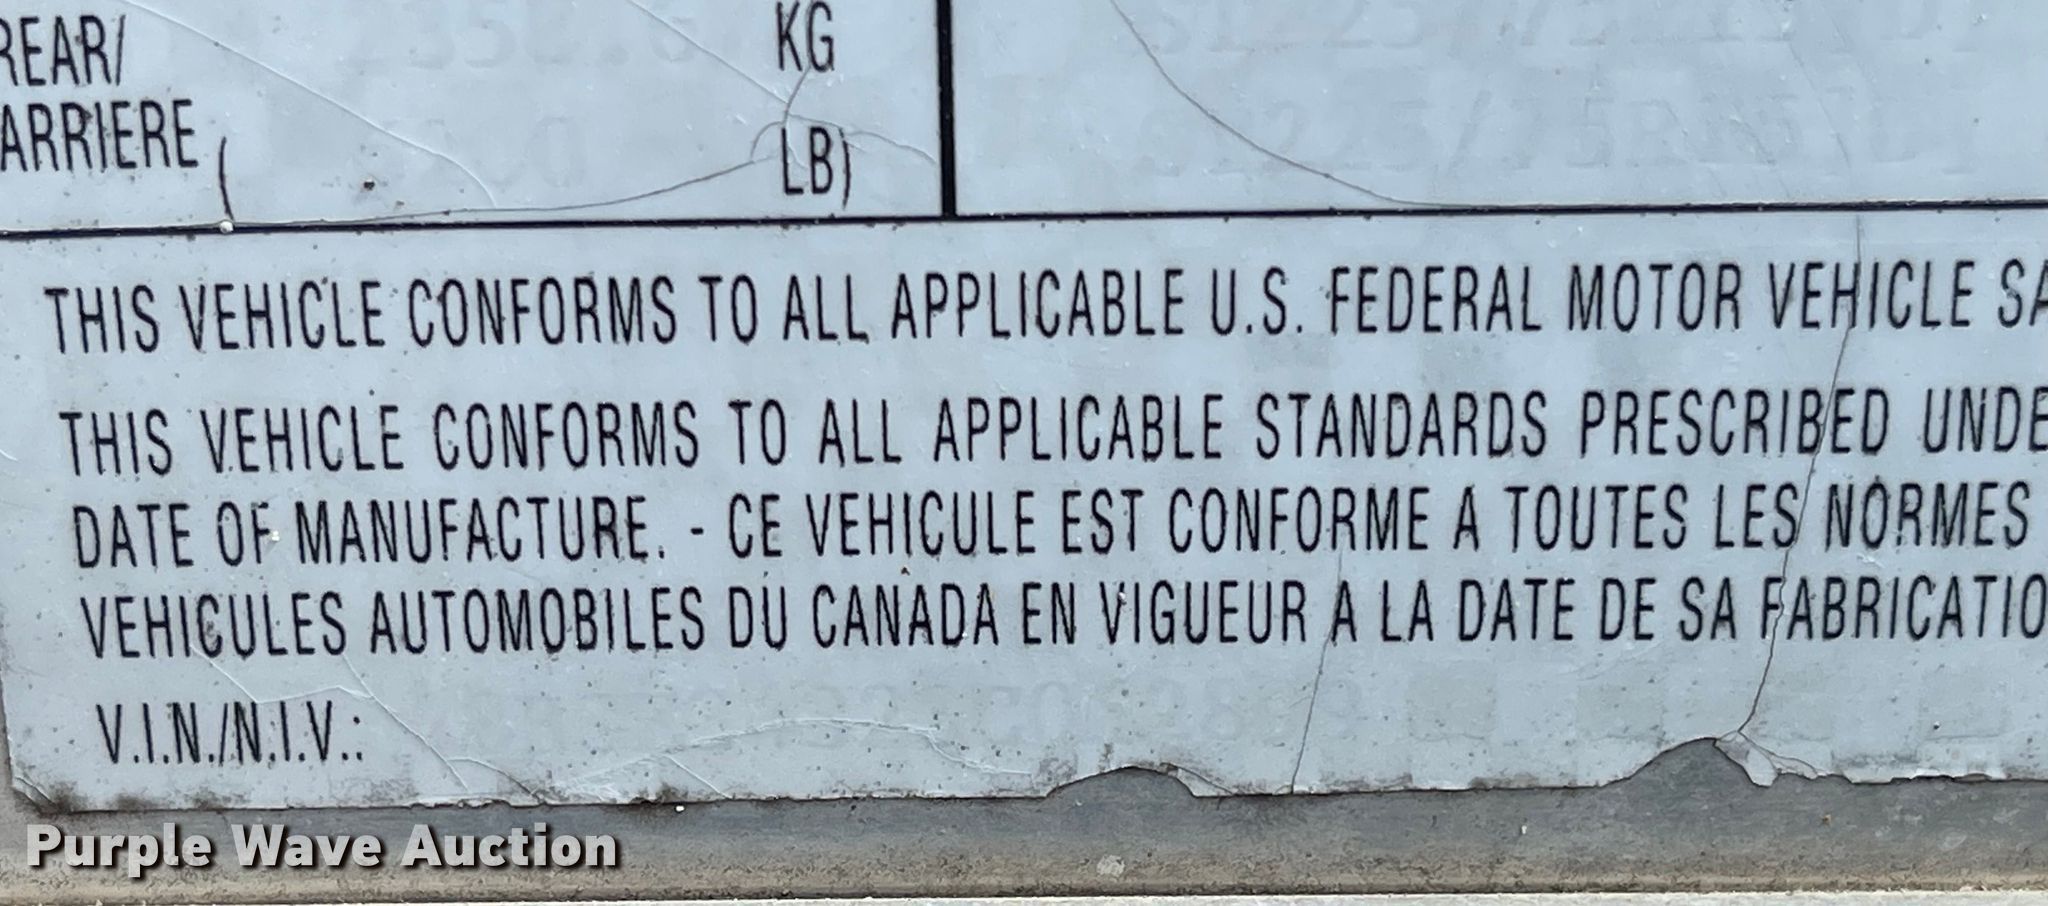 REAR/ KG
ARRIERE ( LB)
THIS VEHICLE CONFORMS TO ALL APPLICABLE U.S. FEDERAL MOTOR VEHICLE SA
THIS VEHICLE CONFORMS TO ALL APPLICABLE STANDARDS PRESCRIBED UNDE
DATE OF MANUFACTURE. - CE VEHICULE EST CONFORME A TOUTES LES NORMES
VEHICULES AUTOMOBILES DU CANADA EN VIGUEUR A LA DATE DE SA FABRICATIO
V.I.N./N.I.V.:
Purple Wave Auction